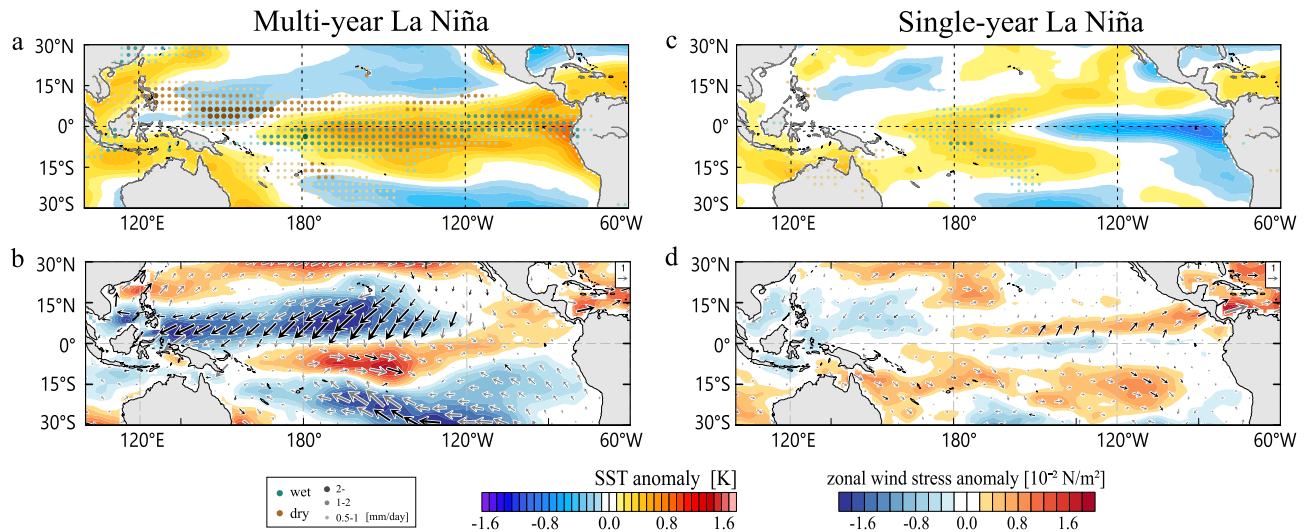 Multi-year La Niña
Single-year La Niña
a
30°N
15°N
0°
15°S
30°S
120°E
180°
120°W
60°W
c
30°N
15°N
0°
15°S
30°S
120°E
180°
120°W
60°W
b
30°N
15°N
0°
15°S
30°S
120°E
180°
120°W
60°W
1
d
30°N
15°N
0°
15°S
30°S
120°E
180°
120°W
60°W
1
wet
dry
2-
1-2
0.5-1 [mm/day]
SST anomaly [K]
-1.6 -0.8 0.0 0.8 1.6
zonal wind stress anomaly [10⁻² N/m²]
-1.6 -0.8 0.0 0.8 1.6